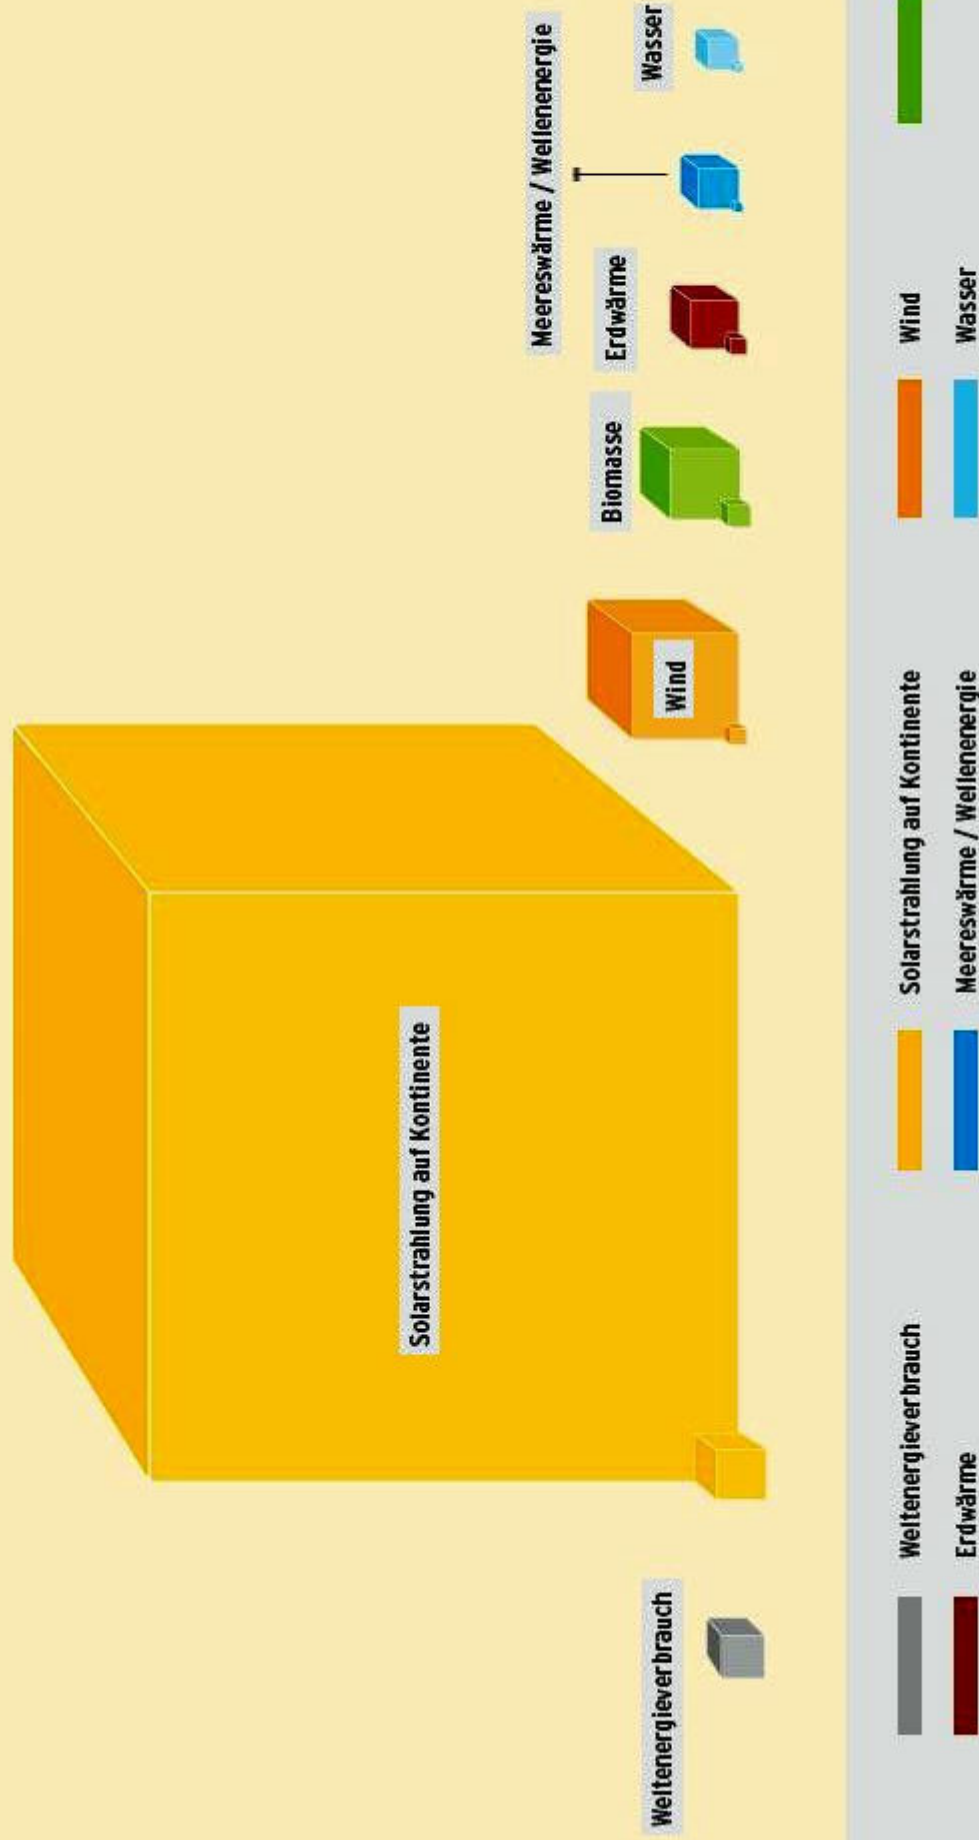 Weltenergieverbrauch
Solarstrahlung auf Kontinente
Wind
Biomasse
Erdwärme
Meereswärme / Wellenenergie
Wasser
Weltenergieverbrauch
Solarstrahlung auf Kontinente
Wind
Erdwärme
Meereswärme / Wellenenergie
Wasser